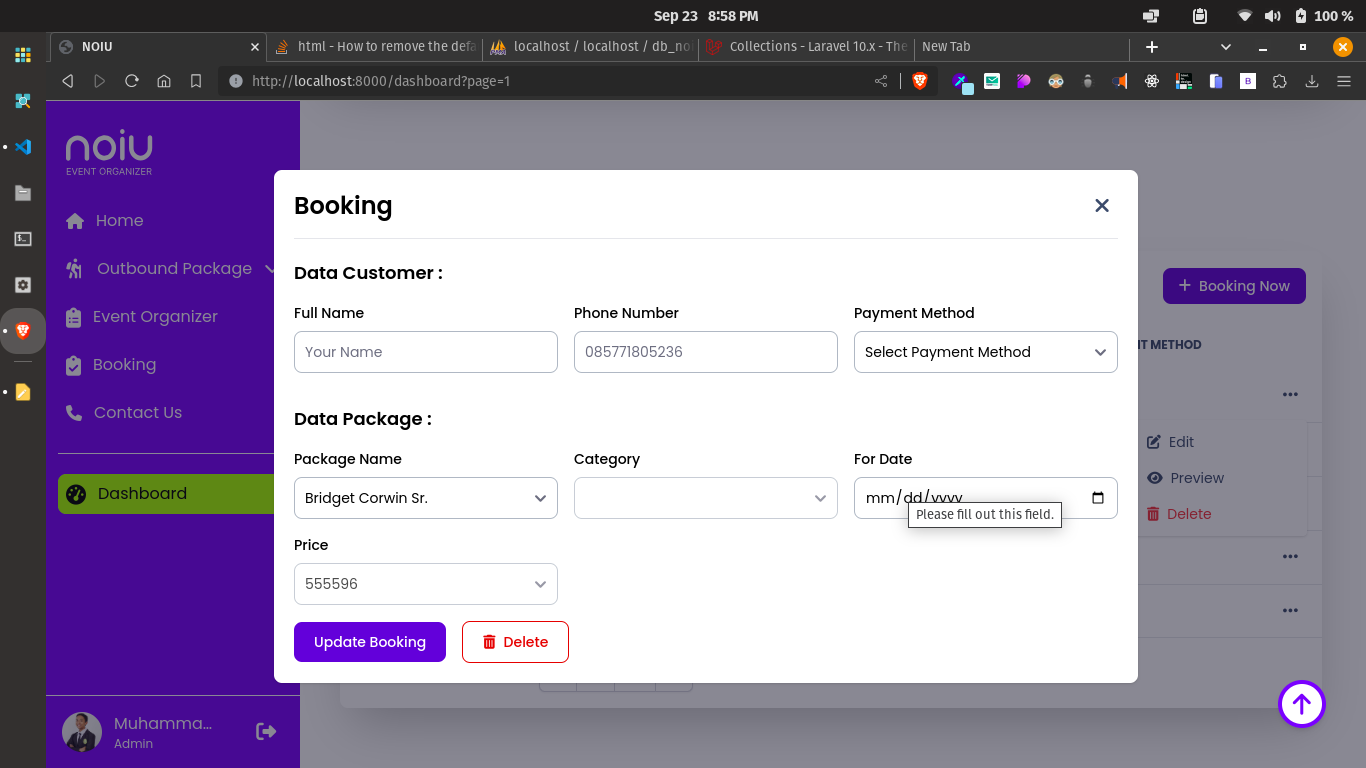 Sep 23 8:58 PM
100 %
NOIU
html - How to remove the defa
localhost / localhost / db_noi
Collections - Laravel 10.x - The
New Tab
http://localhost:8000/dashboard?page=1
noiu
EVENT ORGANIZER
Home
Outbound Package
Event Organizer
Booking
Contact Us
Dashboard
Muhamma...
Admin
Booking
Data Customer :
Full Name
Phone Number
Payment Method
Your Name
085771805236
Select Payment Method
Data Package :
Package Name
Category
For Date
Bridget Corwin Sr.
mm/dd/yyyy
Please fill out this field.
Price
555596
Update Booking
Delete
Booking Now
IT METHOD
Edit
Preview
Delete